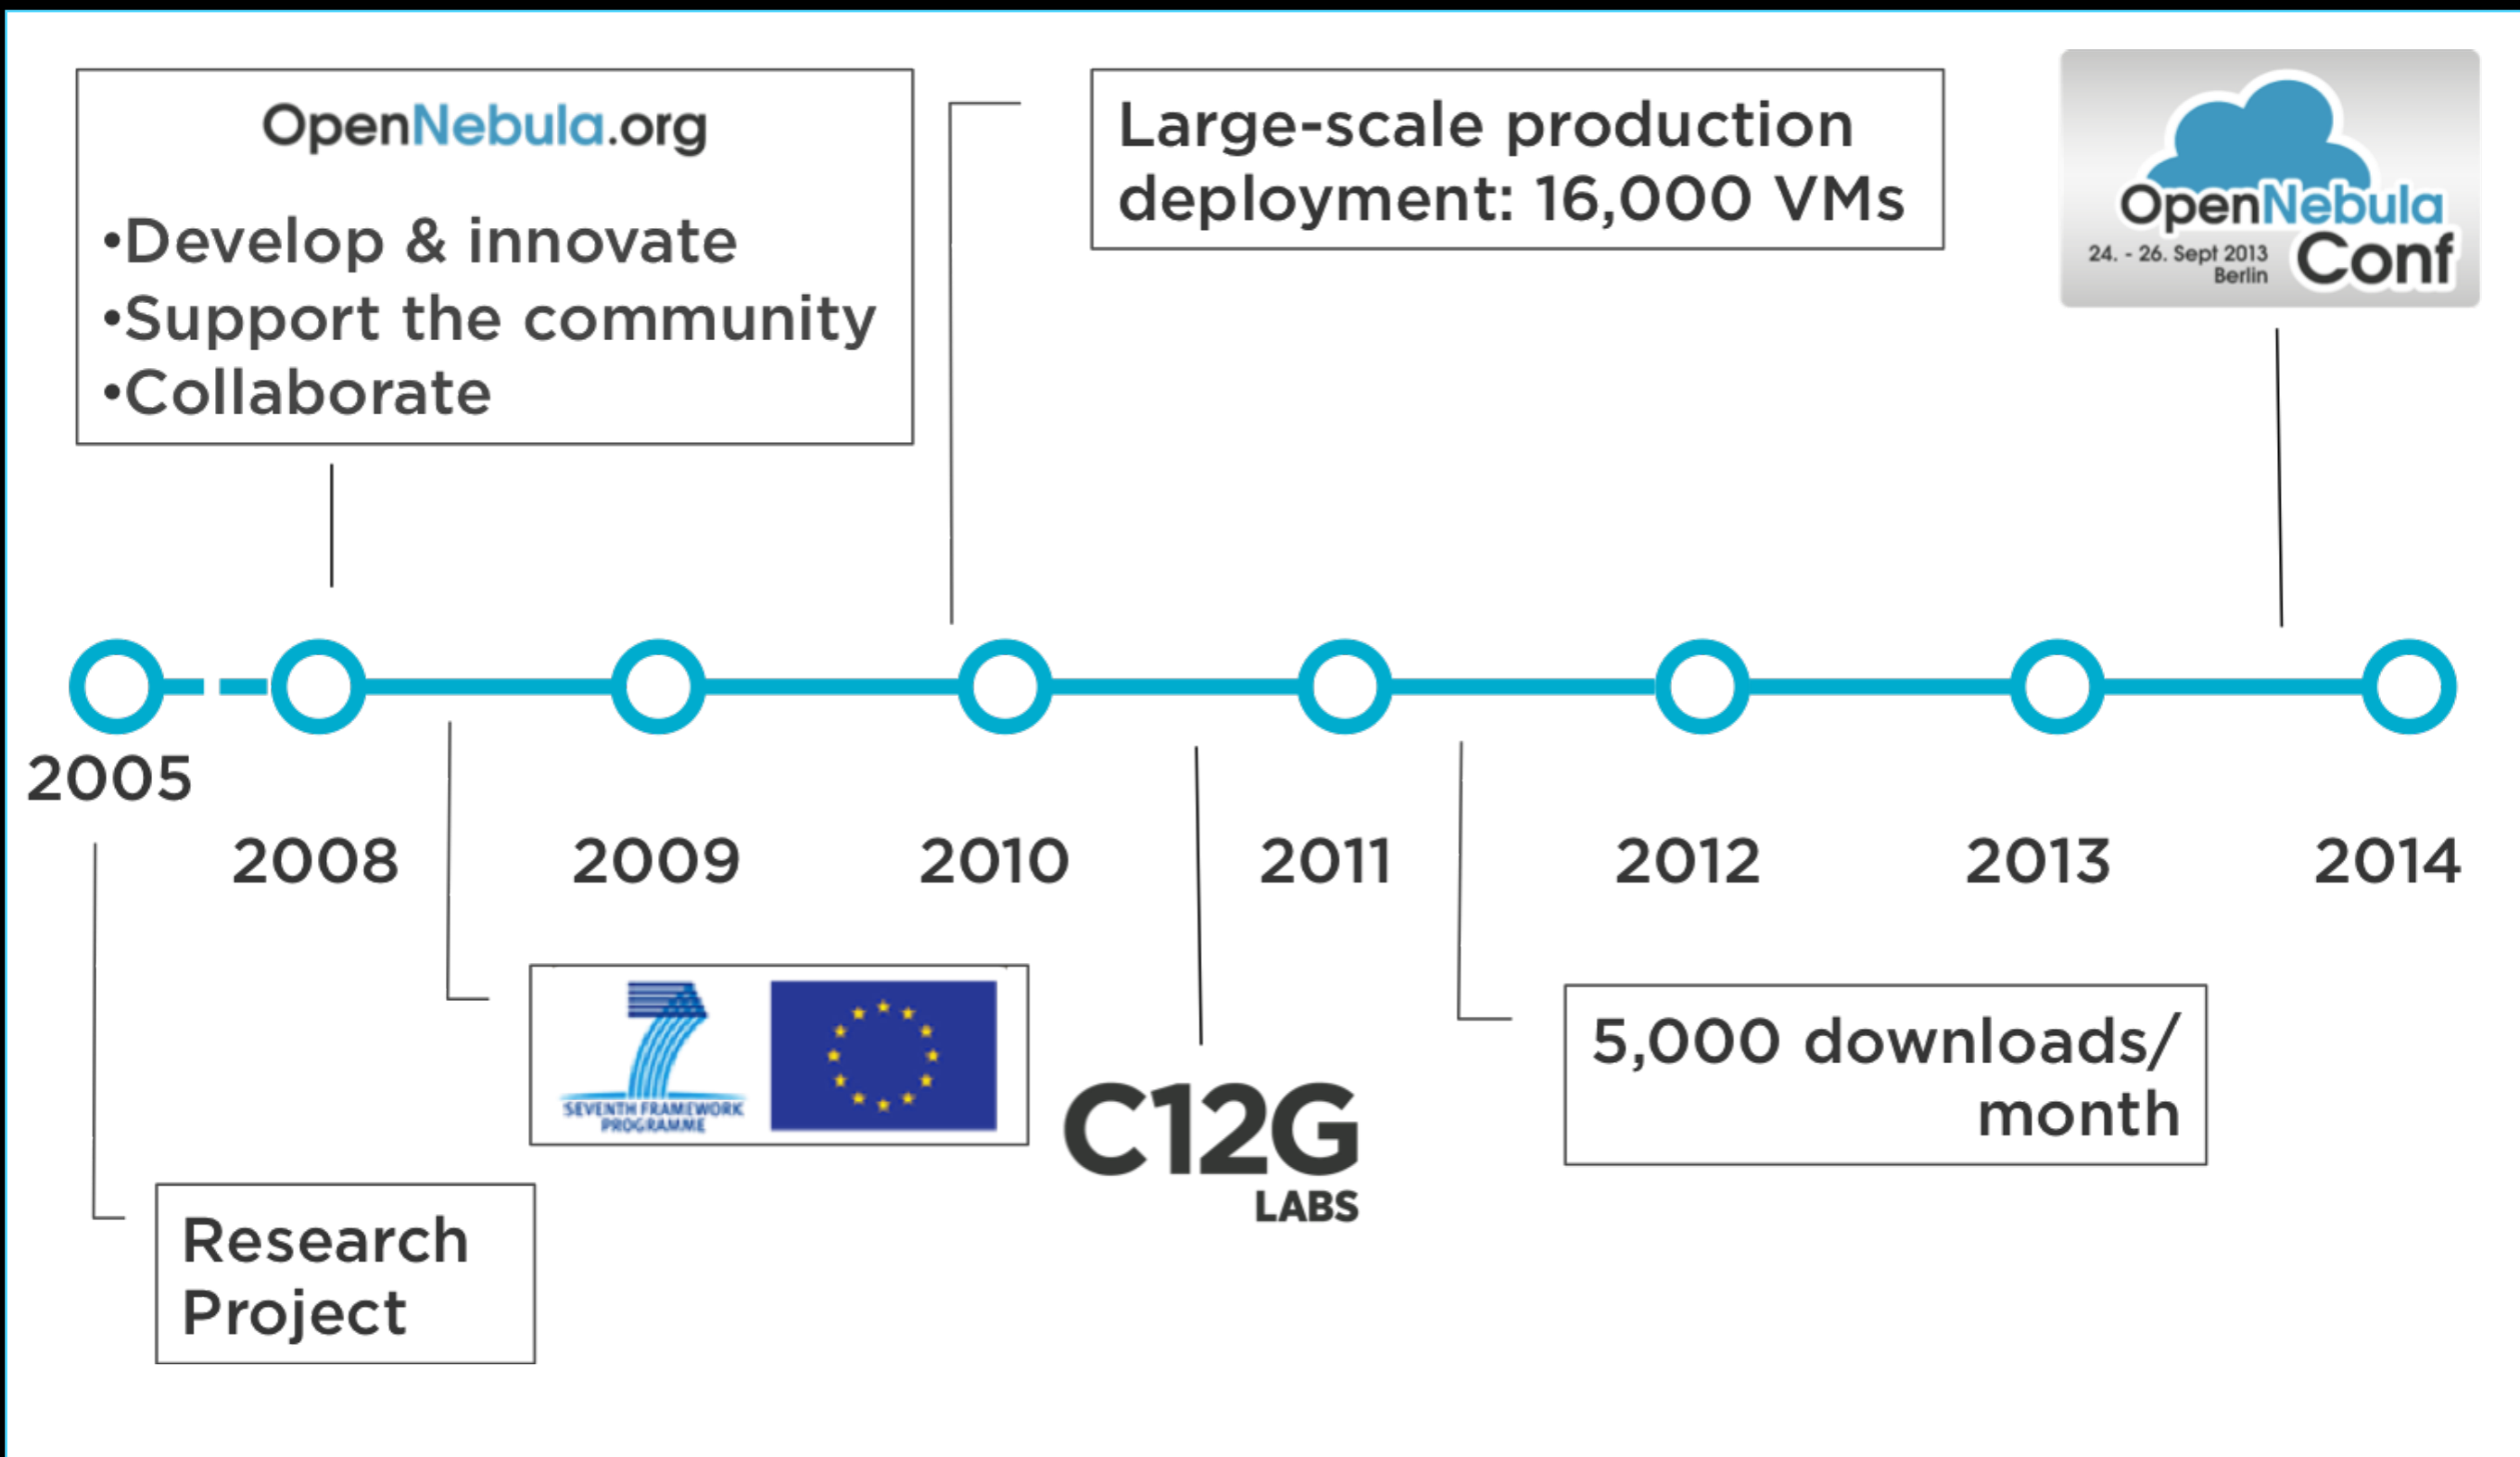 OpenNebula.org
•Develop & innovate
•Support the community
•Collaborate
Large-scale production
deployment: 16,000 VMs
OpenNebula
24. - 26. Sept 2013
Berlin
Conf
2005
2008
2009
2010
2011
2012
2013
2014
SEVENTH FRAMEWORK
PROGRAMME
C12G
LABS
5,000 downloads/
month
Research
Project